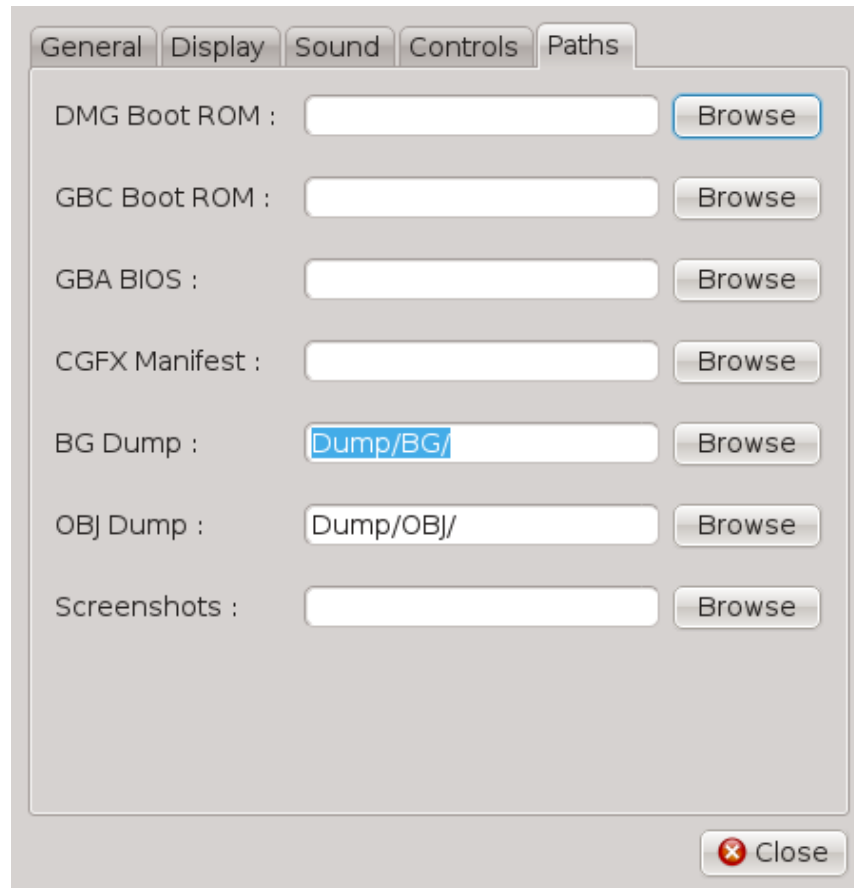 General Display Sound Controls Paths
DMG Boot ROM : Browse
GBC Boot ROM : Browse
GBA BIOS : Browse
CGFX Manifest : Browse
BG Dump : Dump/BG/ Browse
OBJ Dump : Dump/OBJ/ Browse
Screenshots : Browse
Close